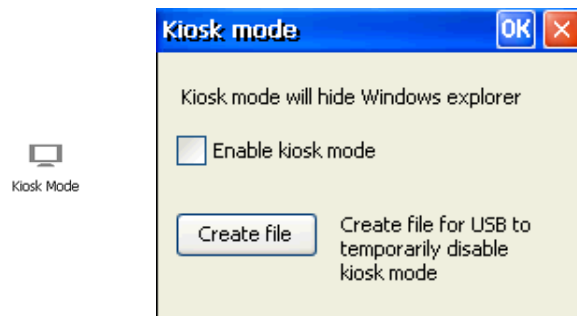 Kiosk mode
OK
Kiosk mode will hide Windows explorer
Enable kiosk mode
Kiosk Mode
Create file
Create file for USB to
temporarily disable
kiosk mode